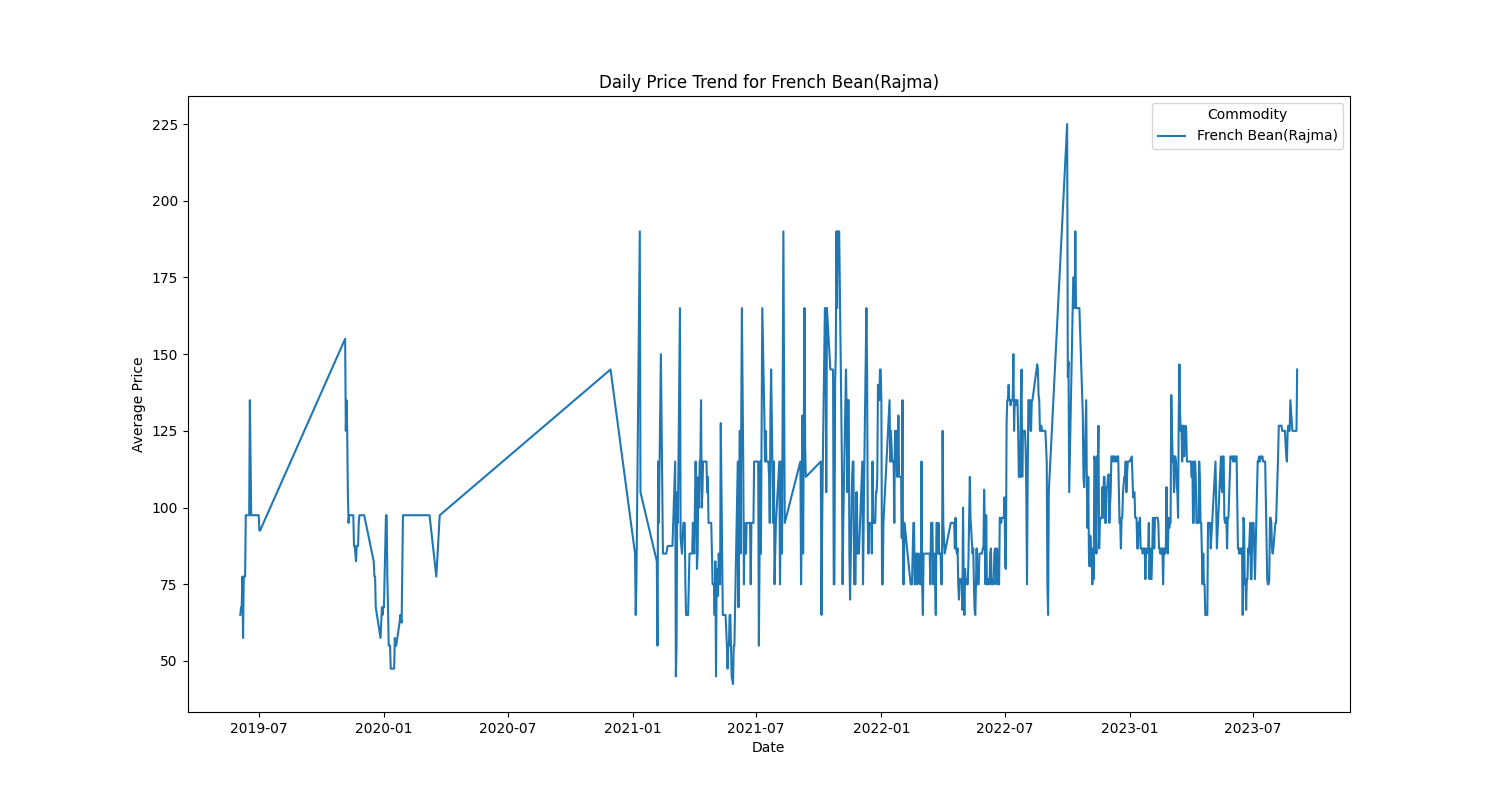 Daily Price Trend for French Bean(Rajma)
Commodity
French Bean(Rajma)
Average Price
225
200
175
150
125
100
75
50
2019-07 2020-01 2020-07 2021-01 2021-07 2022-01 2022-07 2023-01 2023-07
Date